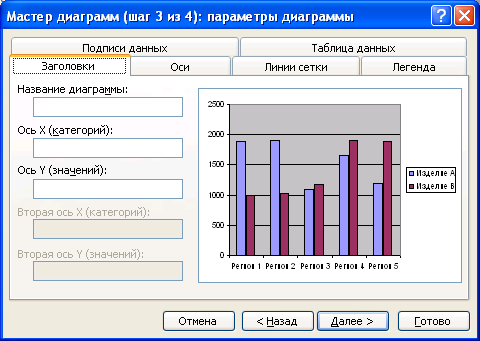 Мастер диаграмм (шаг 3 из 4): параметры диаграммы
Подписи данных
Таблица данных
Заголовки
Оси
Линии сетки
Легенда
Название диаграммы:
Ось X (категорий):
Ось Y (значений):
Вторая ось X (категорий):
Вторая ось Y (значений):
2500
2000
1500
1000
500
0
Регион 1 Регион 2 Регион 3 Регион 4 Регион 5
Изделие А
Изделие В
Отмена
< Назад
Далее >
Готово